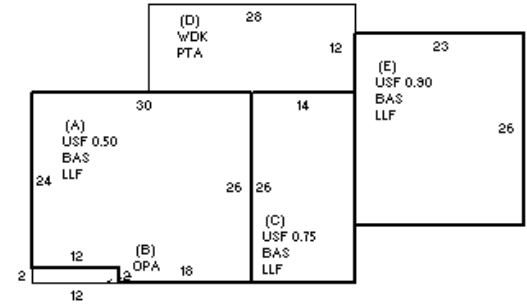 (D)
WDK
PTA
28
12
23
(E)
USF 0.90
BAS
LLF
26
30
14
(A)
USF 0.50
BAS
LLF
24
26
26
(C)
USF 0.75
BAS
LLF
12
(B)
OPA
2
2
18
12